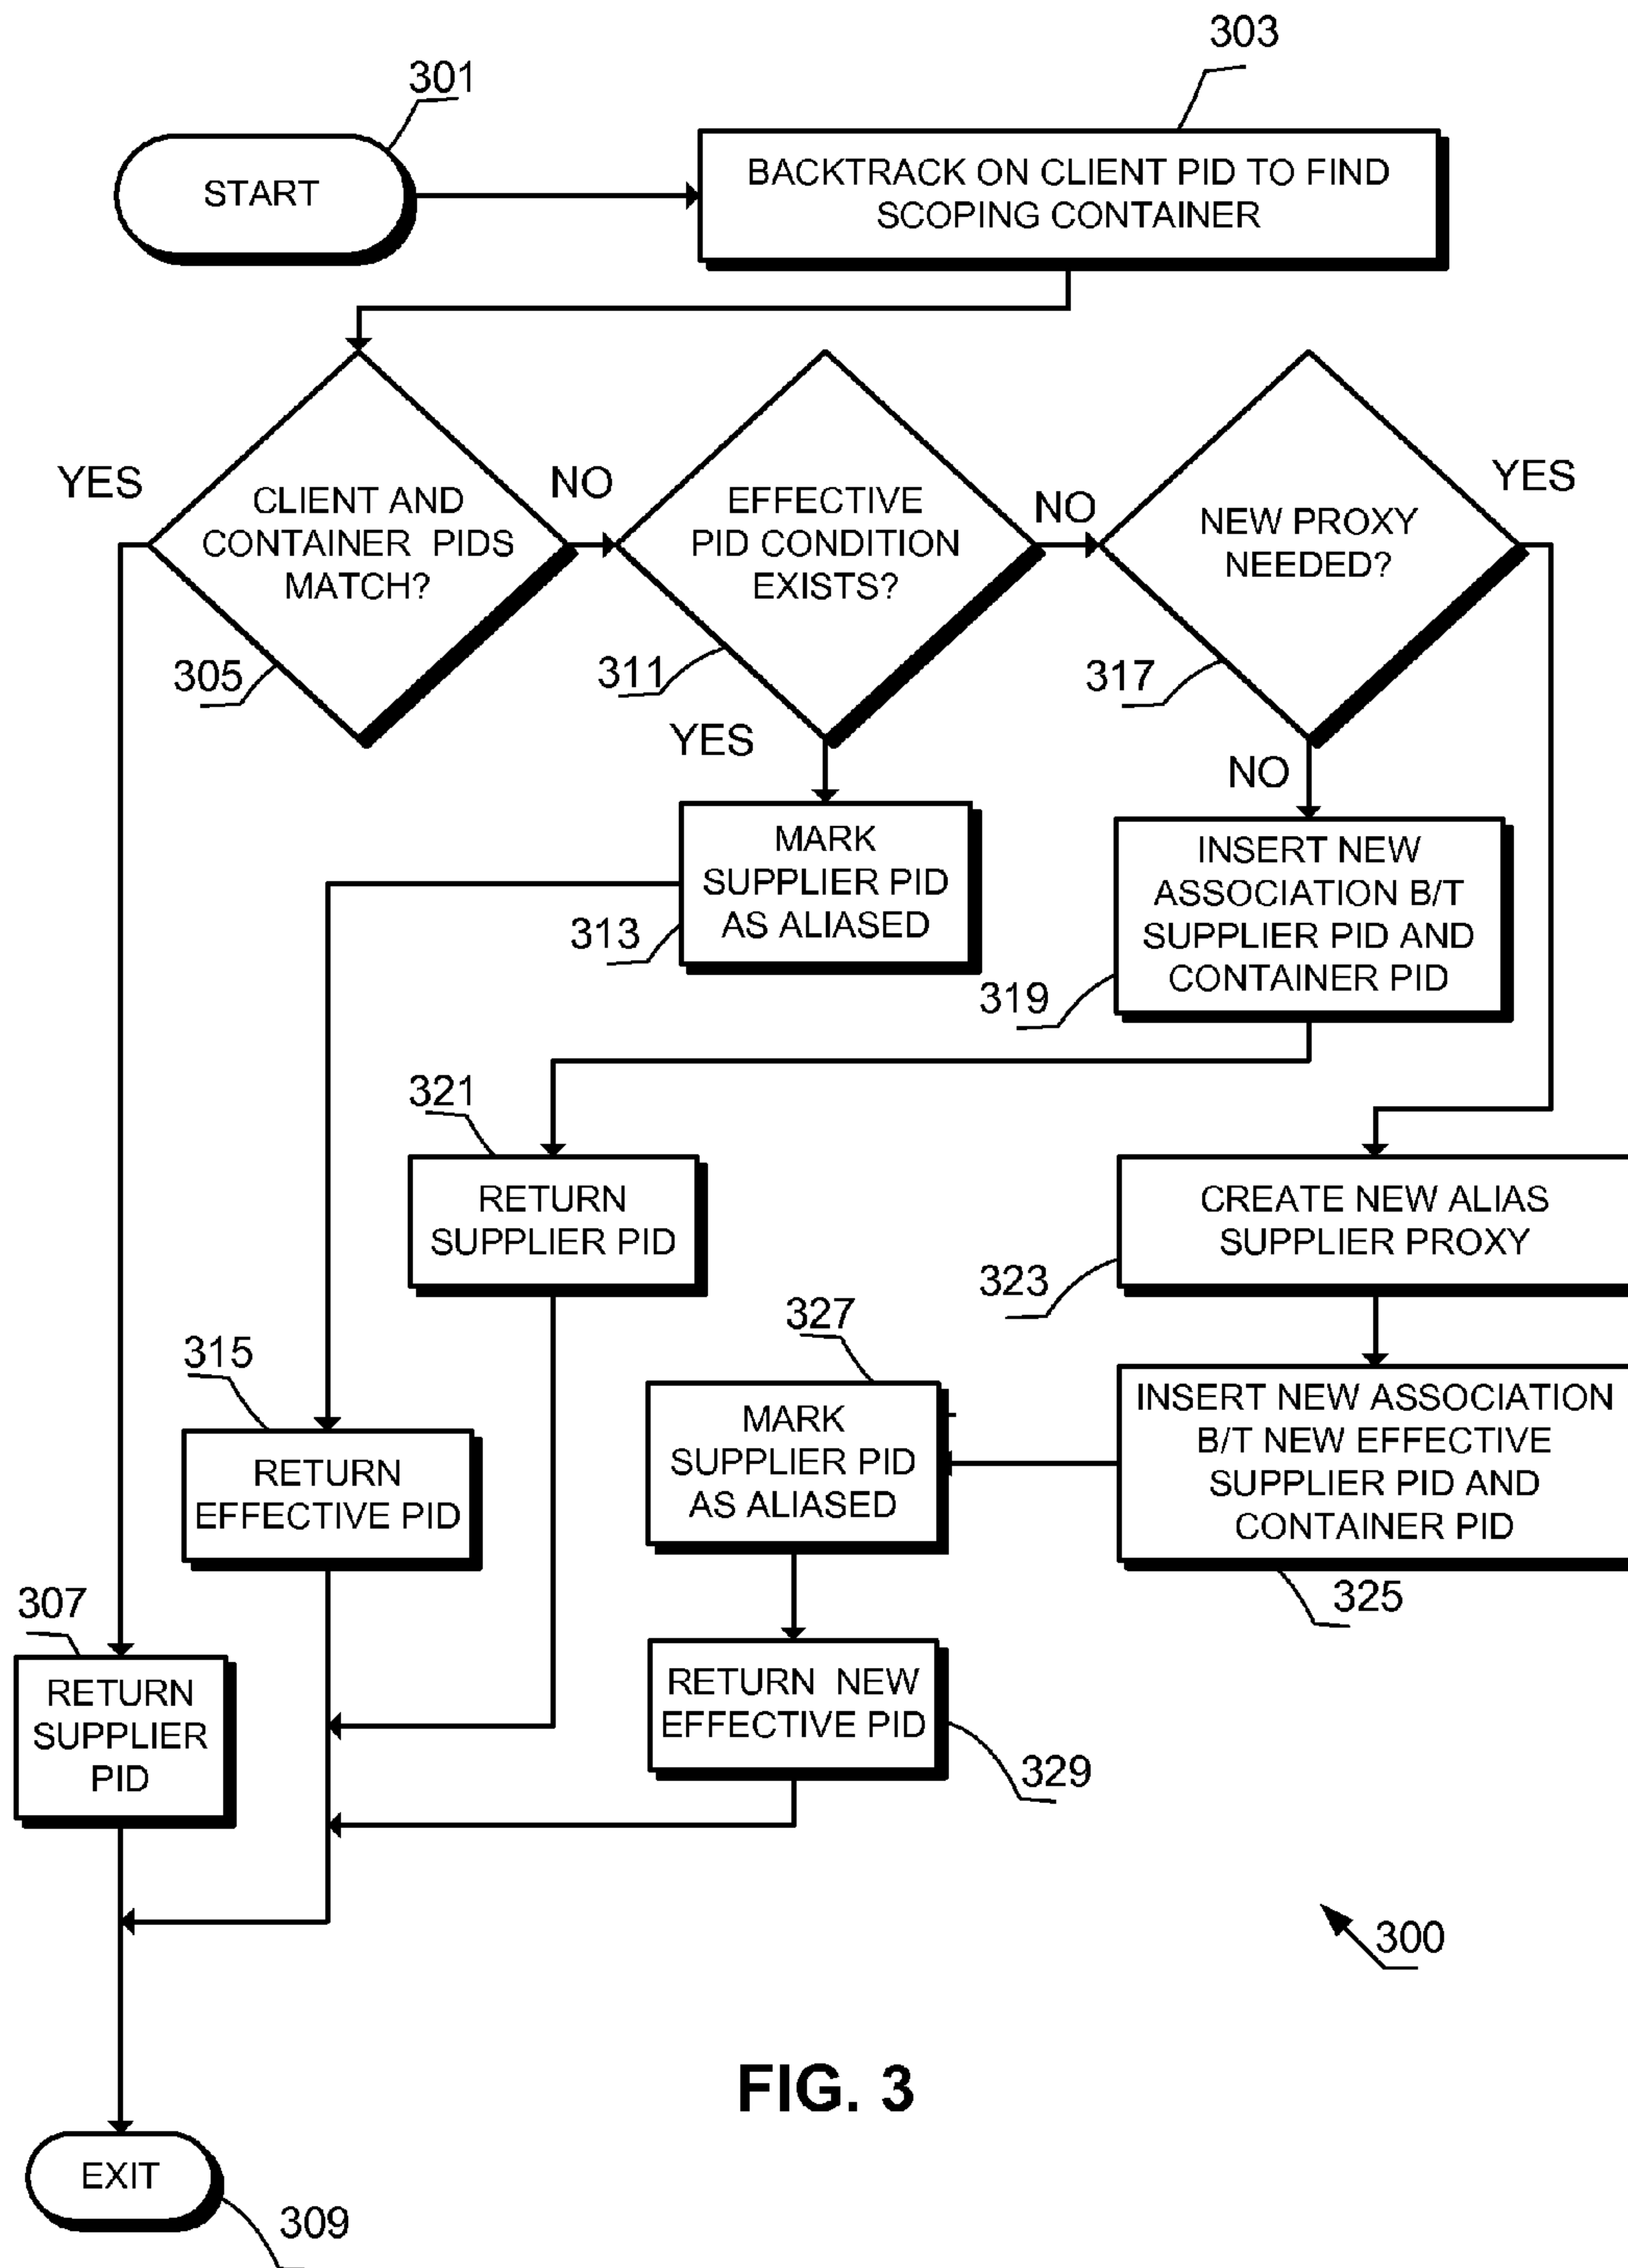 303
301
START
BACKTRACK ON CLIENT PID TO FIND
SCOPING CONTAINER
YES
CLIENT AND
CONTAINER PIDS
MATCH?
305
NO
EFFECTIVE
PID CONDITION
EXISTS?
311
NO
NEW PROXY
NEEDED?
317
YES
YES
NO
MARK
SUPPLIER PID
AS ALIASED
313
INSERT NEW
ASSOCIATION B/T
SUPPLIER PID AND
CONTAINER PID
319
321
RETURN
SUPPLIER PID
CREATE NEW ALIAS
SUPPLIER PROXY
323
327
315
RETURN
EFFECTIVE PID
MARK
SUPPLIER PID
AS ALIASED
INSERT NEW ASSOCIATION
B/T NEW EFFECTIVE
SUPPLIER PID AND
CONTAINER PID
325
307
RETURN
SUPPLIER
PID
RETURN NEW
EFFECTIVE PID
329
300
FIG. 3
EXIT
309